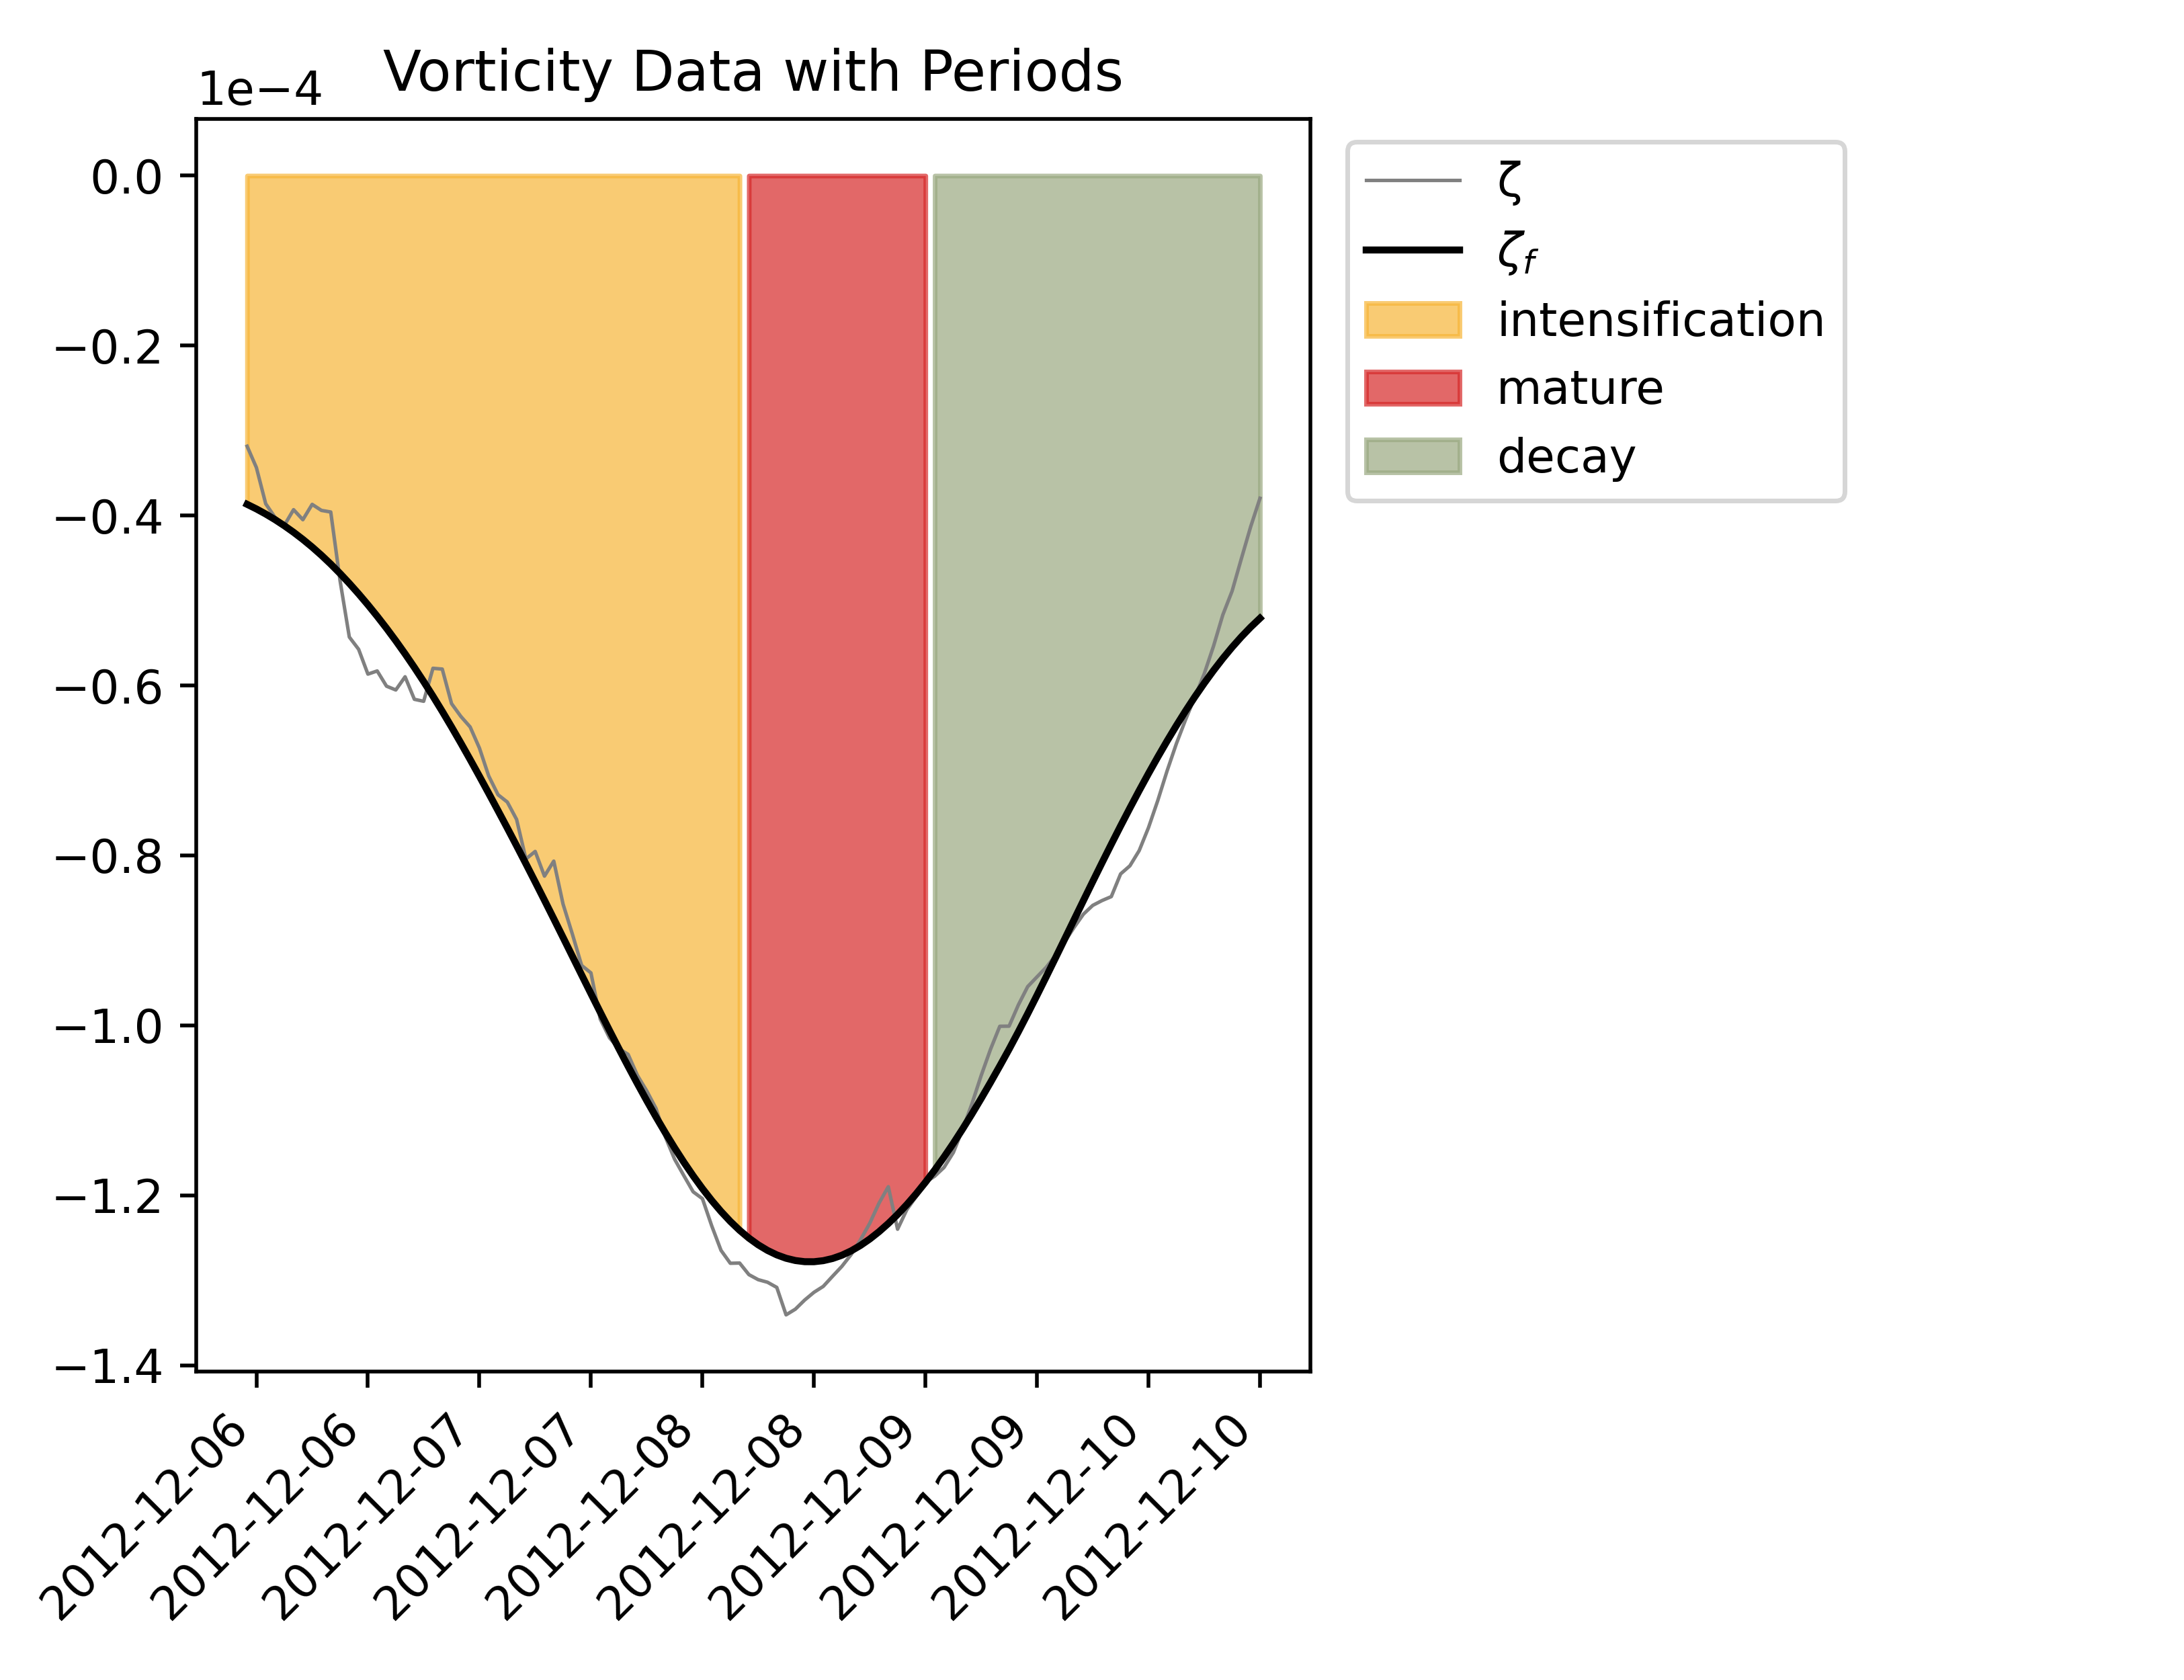 Vorticity Data with Periods
1e−4
0.0
−0.2
−0.4
−0.6
−0.8
−1.0
−1.2
−1.4
2012-12-06
2012-12-06
2012-12-07
2012-12-07
2012-12-08
2012-12-08
2012-12-09
2012-12-09
2012-12-10
2012-12-10
ζ
ζf
intensification
mature
decay